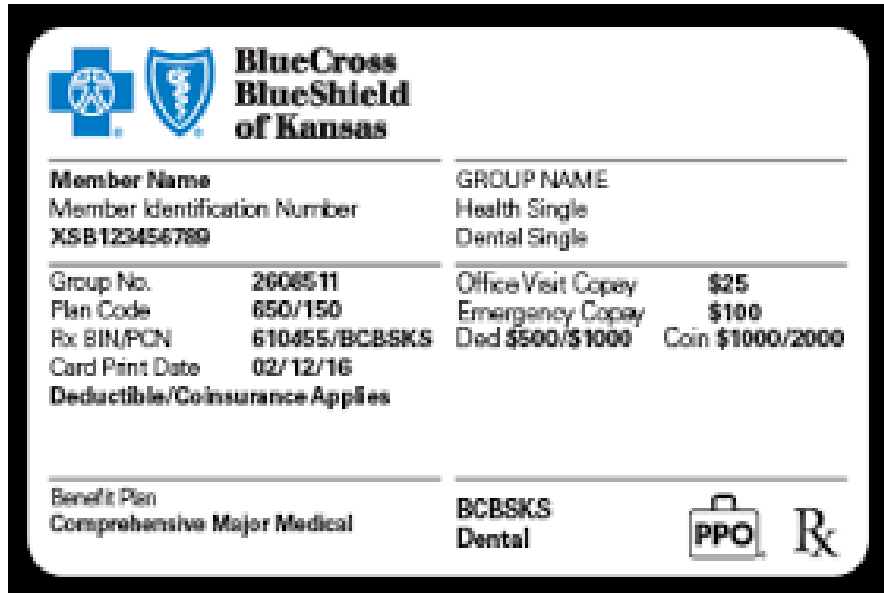 BlueCross
BlueShield
of Kansas
Member Name
Member Identification Number
XSB123456789
GROUP NAME
Health Single
Dental Single
Group No. 2608511
Plan Code 650/150
Rx BIN/PCN 610455/BCBSKS
Card Print Date 02/12/16
Deductible/Coinsurance Applies
Office Visit Copay $25
Emergency Copay $100
Ded $500/$1000 Coin $1000/2000
Benefit Plan
Comprehensive Major Medical
BCBSKS
Dental
PPO
Rx